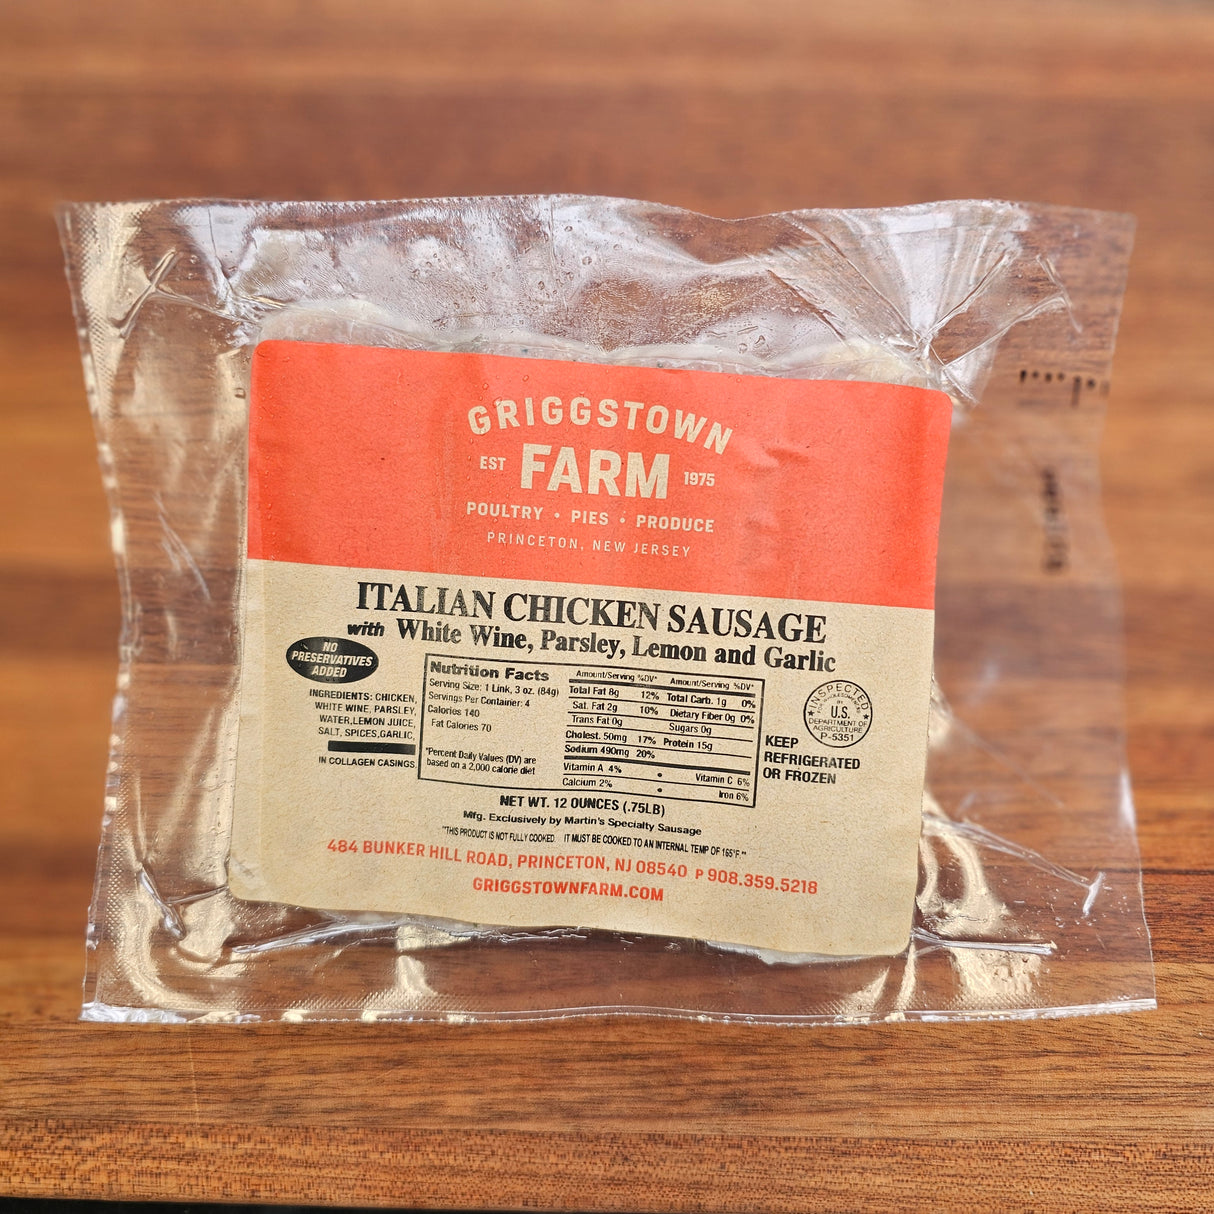 GRIGGSTOWN
EST FARM 1975
POULTRY • PIES • PRODUCE
PRINCETON, NEW JERSEY
ITALIAN CHICKEN SAUSAGE
with White Wine, Parsley, Lemon and Garlic
NO
PRESERVATIVES
ADDED
INGREDIENTS: CHICKEN,
WHITE WINE, PARSLEY,
WATER,LEMON JUICE,
SALT, SPICES,GARLIC,
IN COLLAGEN CASINGS.
Nutrition Facts
Serving Size: 1 Link, 3 oz. (84g)
Servings Per Container: 4
Calories 140
Fat Calories 70
*Percent Daily Values (DV) are
based on a 2,000 calorie diet
Amount/Serving %DV* Amount/Serving %DV*
Total Fat 8g 12% Total Carb. 1g 0%
Sat. Fat 2g 10% Dietary Fiber 0g 0%
Trans Fat 0g Sugars 0g
Cholest. 50mg 17% Protein 15g
Sodium 490mg 20%
Vitamin A 4% • Vitamin C 6%
Calcium 2% • Iron 6%
INSPECTED
U.S.
DEPARTMENT OF
AGRICULTURE
P-5351
KEEP
REFRIGERATED
OR FROZEN
NET WT. 12 OUNCES (.75LB)
Mfg. Exclusively by Martin's Specialty Sausage
"THIS PRODUCT IS NOT FULLY COOKED. IT MUST BE COOKED TO AN INTERNAL TEMP OF 165°F.""
484 BUNKER HILL ROAD, PRINCETON, NJ 08540 P 908.359.5218
GRIGGSTOWNFARM.COM